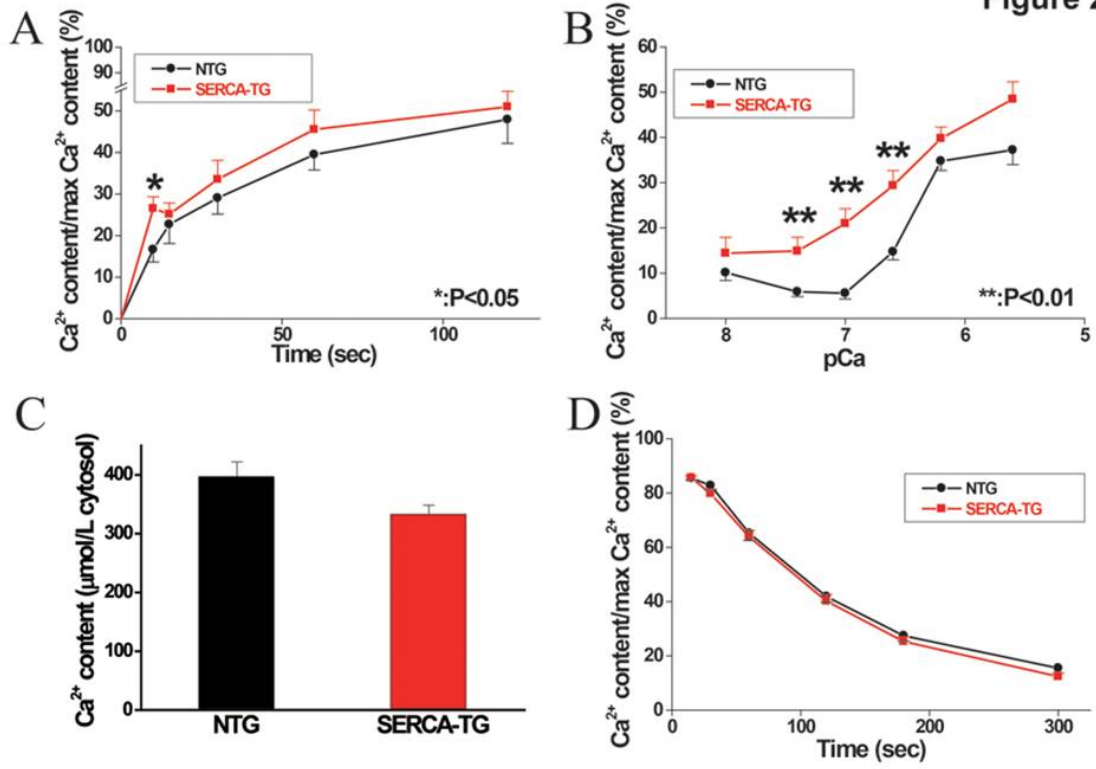 Figure 2
A
Ca²⁺ content/max Ca²⁺ content (%)
100
90
50
40
30
20
10
0
NTG
SERCA-TG
*
*:P<0.05
0 50 100
Time (sec)
B
Ca²⁺ content/max Ca²⁺ content (%)
60
50
40
30
20
10
0
NTG
SERCA-TG
**
**
**
**:P<0.01
8 7 6 5
pCa
C
Ca²⁺ content (μmol/L cytosol)
400
300
200
100
0
NTG SERCA-TG
D
Ca²⁺ content/max Ca²⁺ content (%)
100
80
60
40
20
0
NTG
SERCA-TG
0 100 200 300
Time (sec)